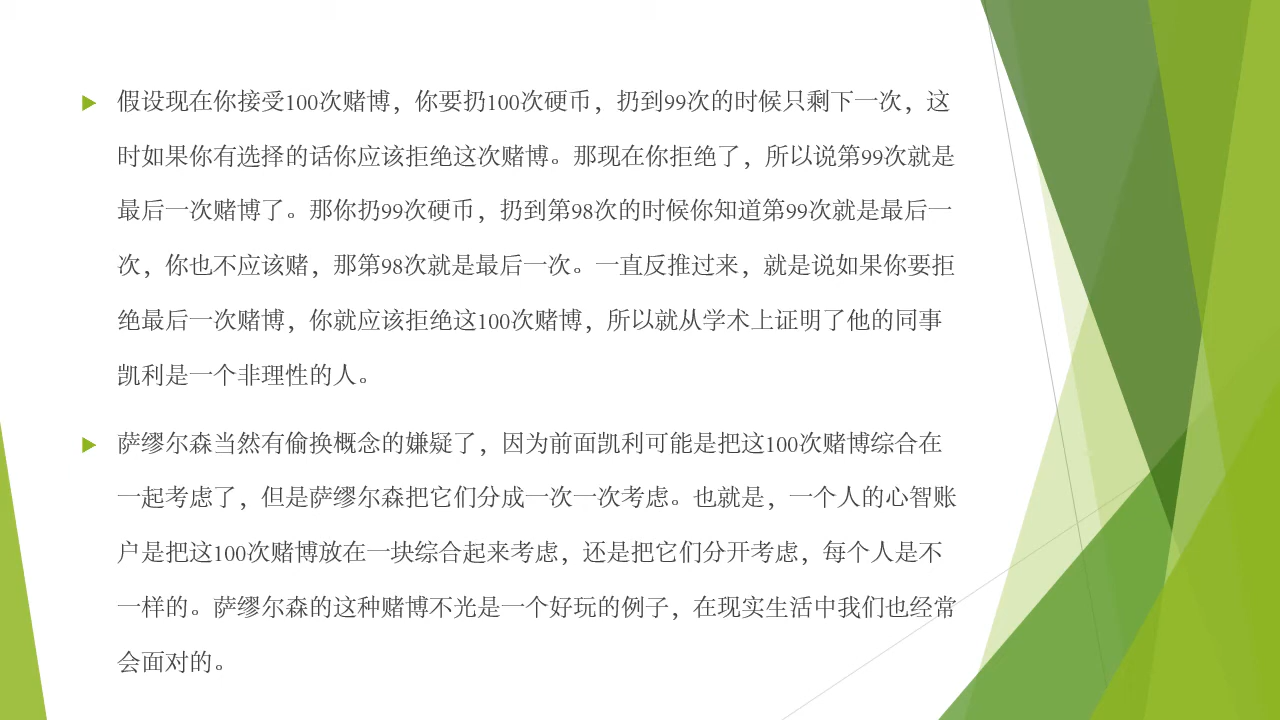 假设现在你接受100次赌博，你要扔100次硬币，扔到99次的时候只剩下一次，这
时如果你有选择的话你应该拒绝这次赌博。那现在你拒绝了，所以说第99次就是
最后一次赌博了。那你扔99次硬币，扔到第98次的时候你知道第99次就是最后一
次，你也不应该赌，那第98次就是最后一次。一直反推过来，就是说如果你要拒
绝最后一次赌博，你就应该拒绝这100次赌博，所以就从学术上证明了他的同事
凯利是一个非理性的人。
萨缪尔森当然有偷换概念的嫌疑了，因为前面凯利可能是把这100次赌博综合在
一起考虑了，但是萨缪尔森把它们分成一次一次考虑。也就是，一个人的心智账
户是把这100次赌博放在一块综合起来考虑，还是把它们分开考虑，每个人是不
一样的。萨缪尔森的这种赌博不光是一个好玩的例子，在现实生活中我们也经常
会面对的。